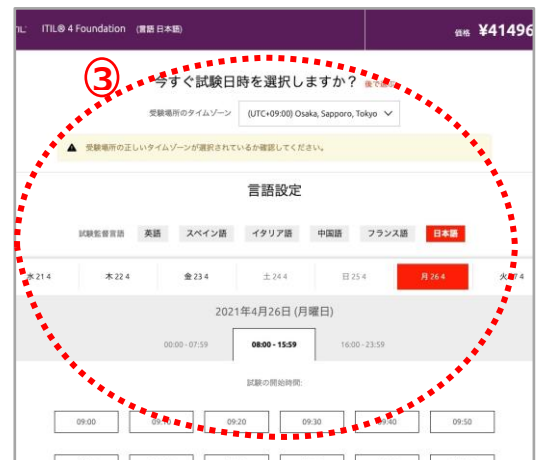 ITIL® 4 Foundation (言語 日本語) 価格 ¥41496
③
今すぐ試験日時を選択しますか？
受験場所のタイムゾーン (UTC+09:00) Osaka, Sapporo, Tokyo
受験場所の正しいタイムゾーンが選択されているか確認してください。
言語設定
試験監督言語 英語 スペイン語 イタリア語 中国語 フランス語 日本語
水 21 4 木 22 4 金 23 4 土 24 4 日 25 4 月 26 4
2021年4月26日 (月曜日)
00:00 - 07:59 08:00 - 15:59 16:00 - 23:59
試験の開始時間:
09:00 09:10 09:20 09:30 09:40 09:50